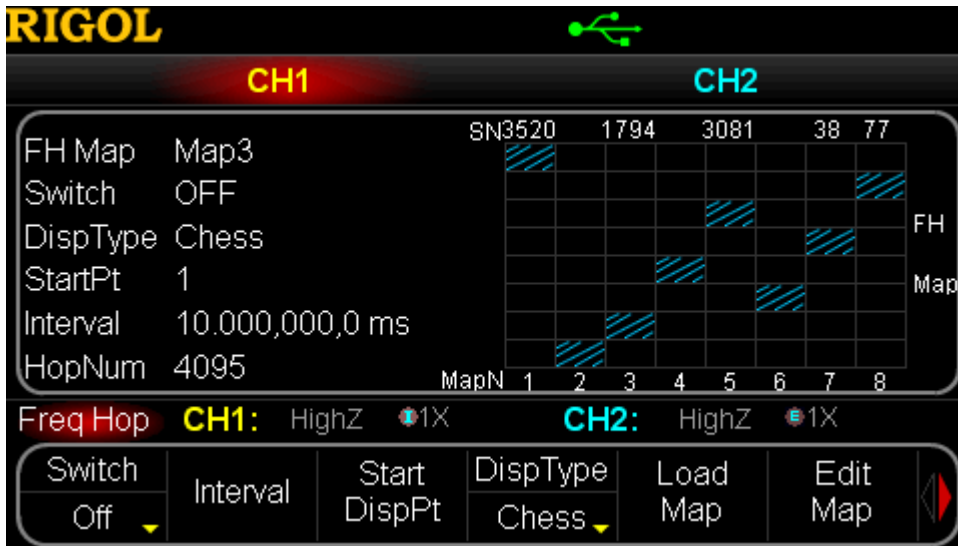 RIGOL
CH1 CH2
FH Map Map3
Switch OFF
DispType Chess
StartPt 1
Interval 10.000,000,0 ms
HopNum 4095
SN3520 1794 3081 38 77
FH
Map
MapN 1 2 3 4 5 6 7 8
Freq Hop CH1: HighZ I 1X CH2: HighZ E 1X
Switch
Off
Interval
Start
DispPt
DispType
Chess
Load
Map
Edit
Map